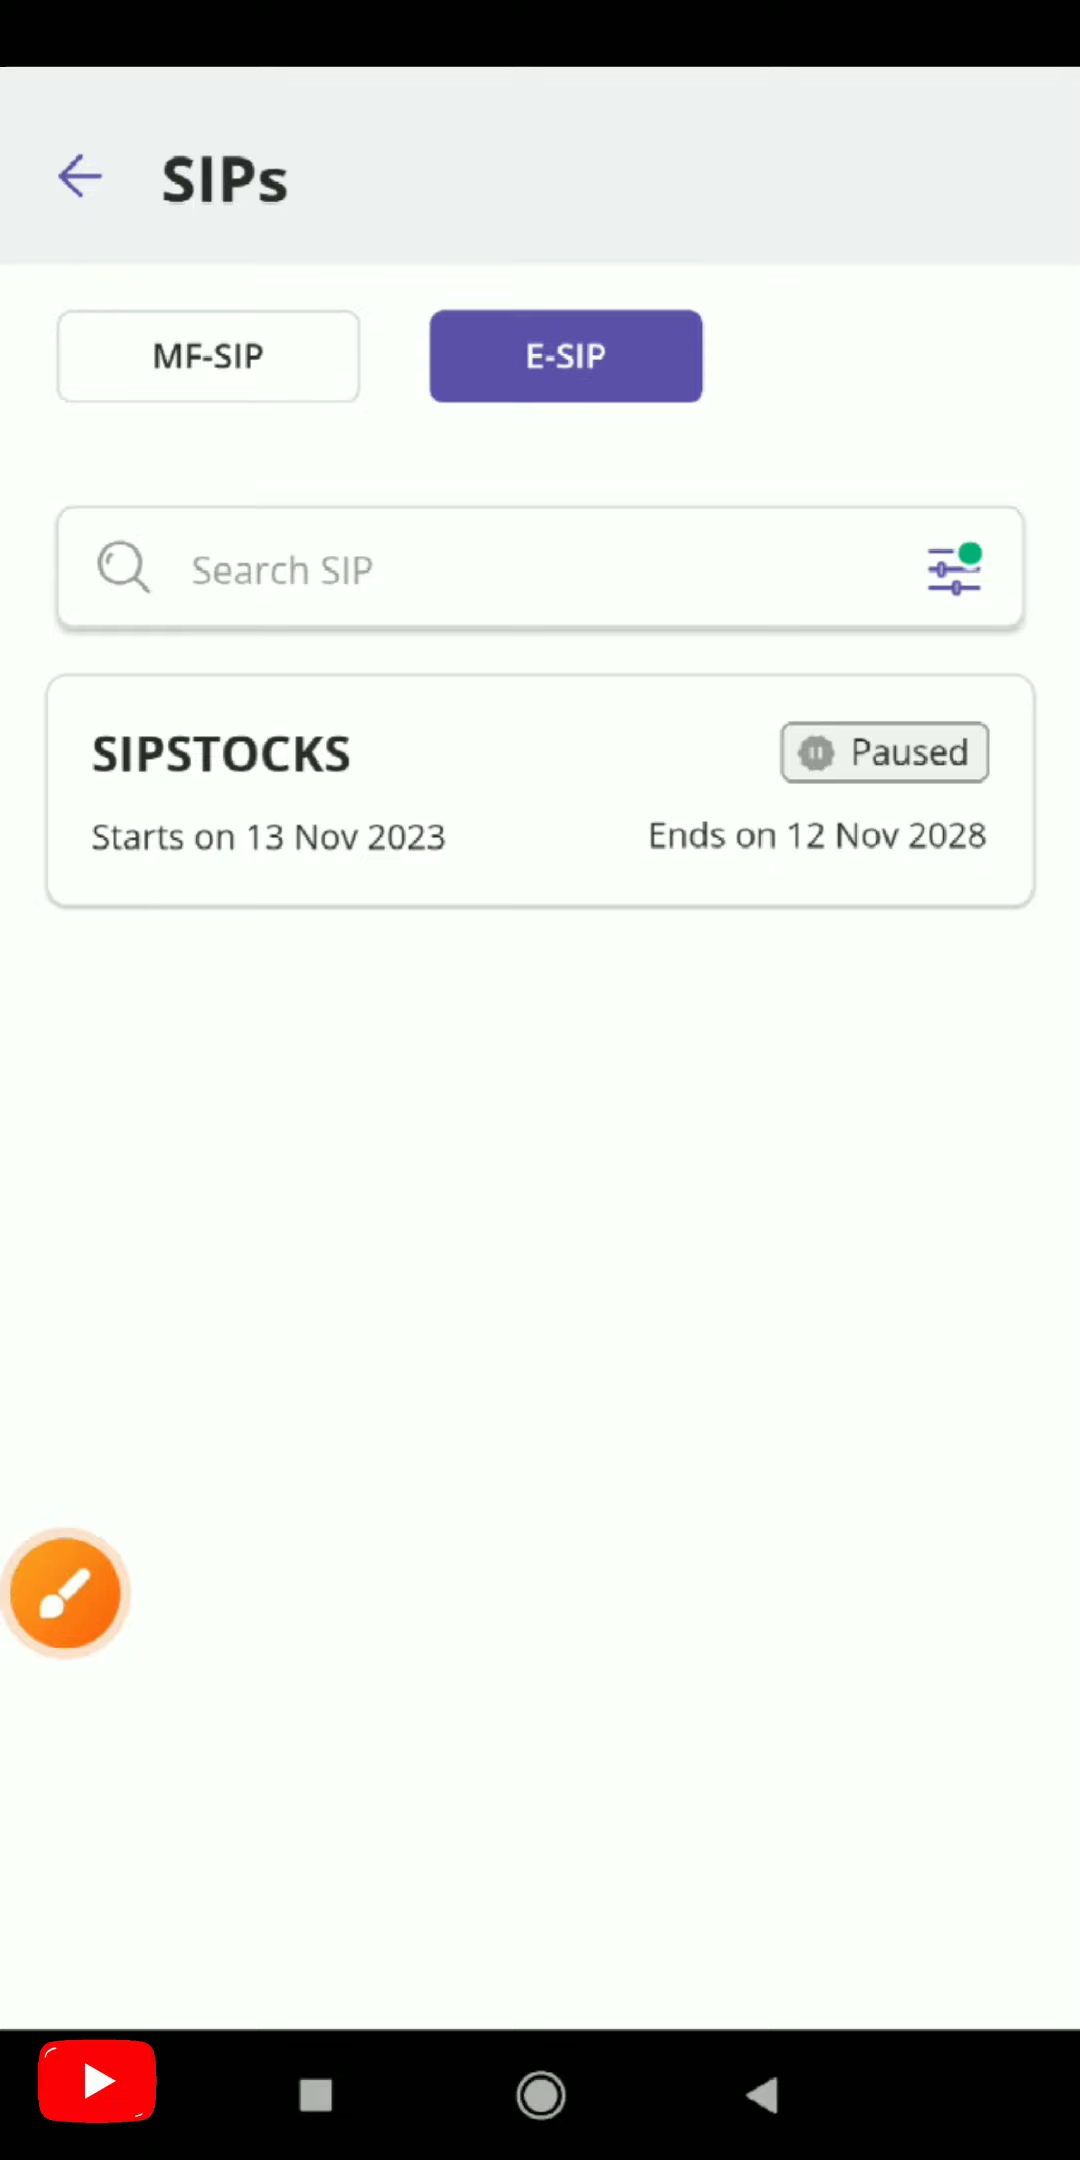 SIPs
MF-SIP
E-SIP
Search SIP
SIPSTOCKS
Paused
Starts on 13 Nov 2023
Ends on 12 Nov 2028